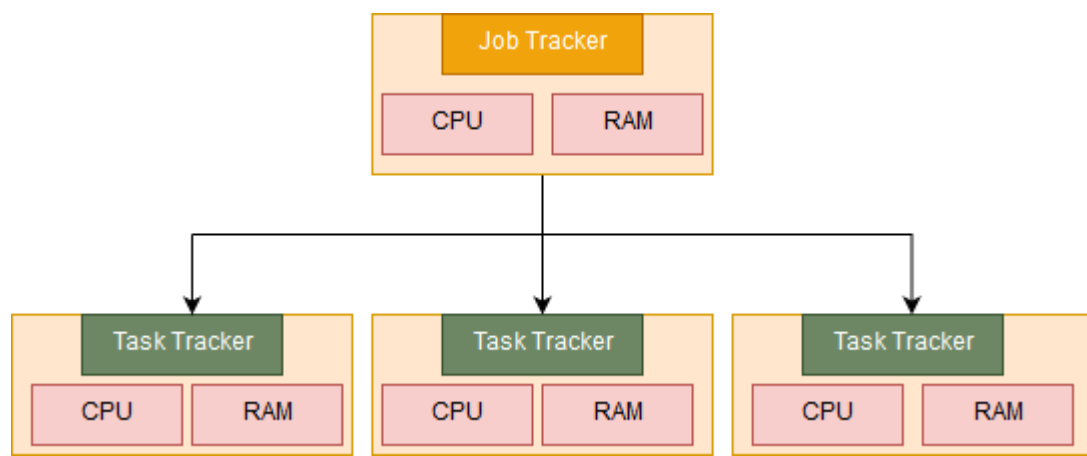 Job Tracker
CPU RAM
Task Tracker Task Tracker Task Tracker
CPU RAM CPU RAM CPU RAM